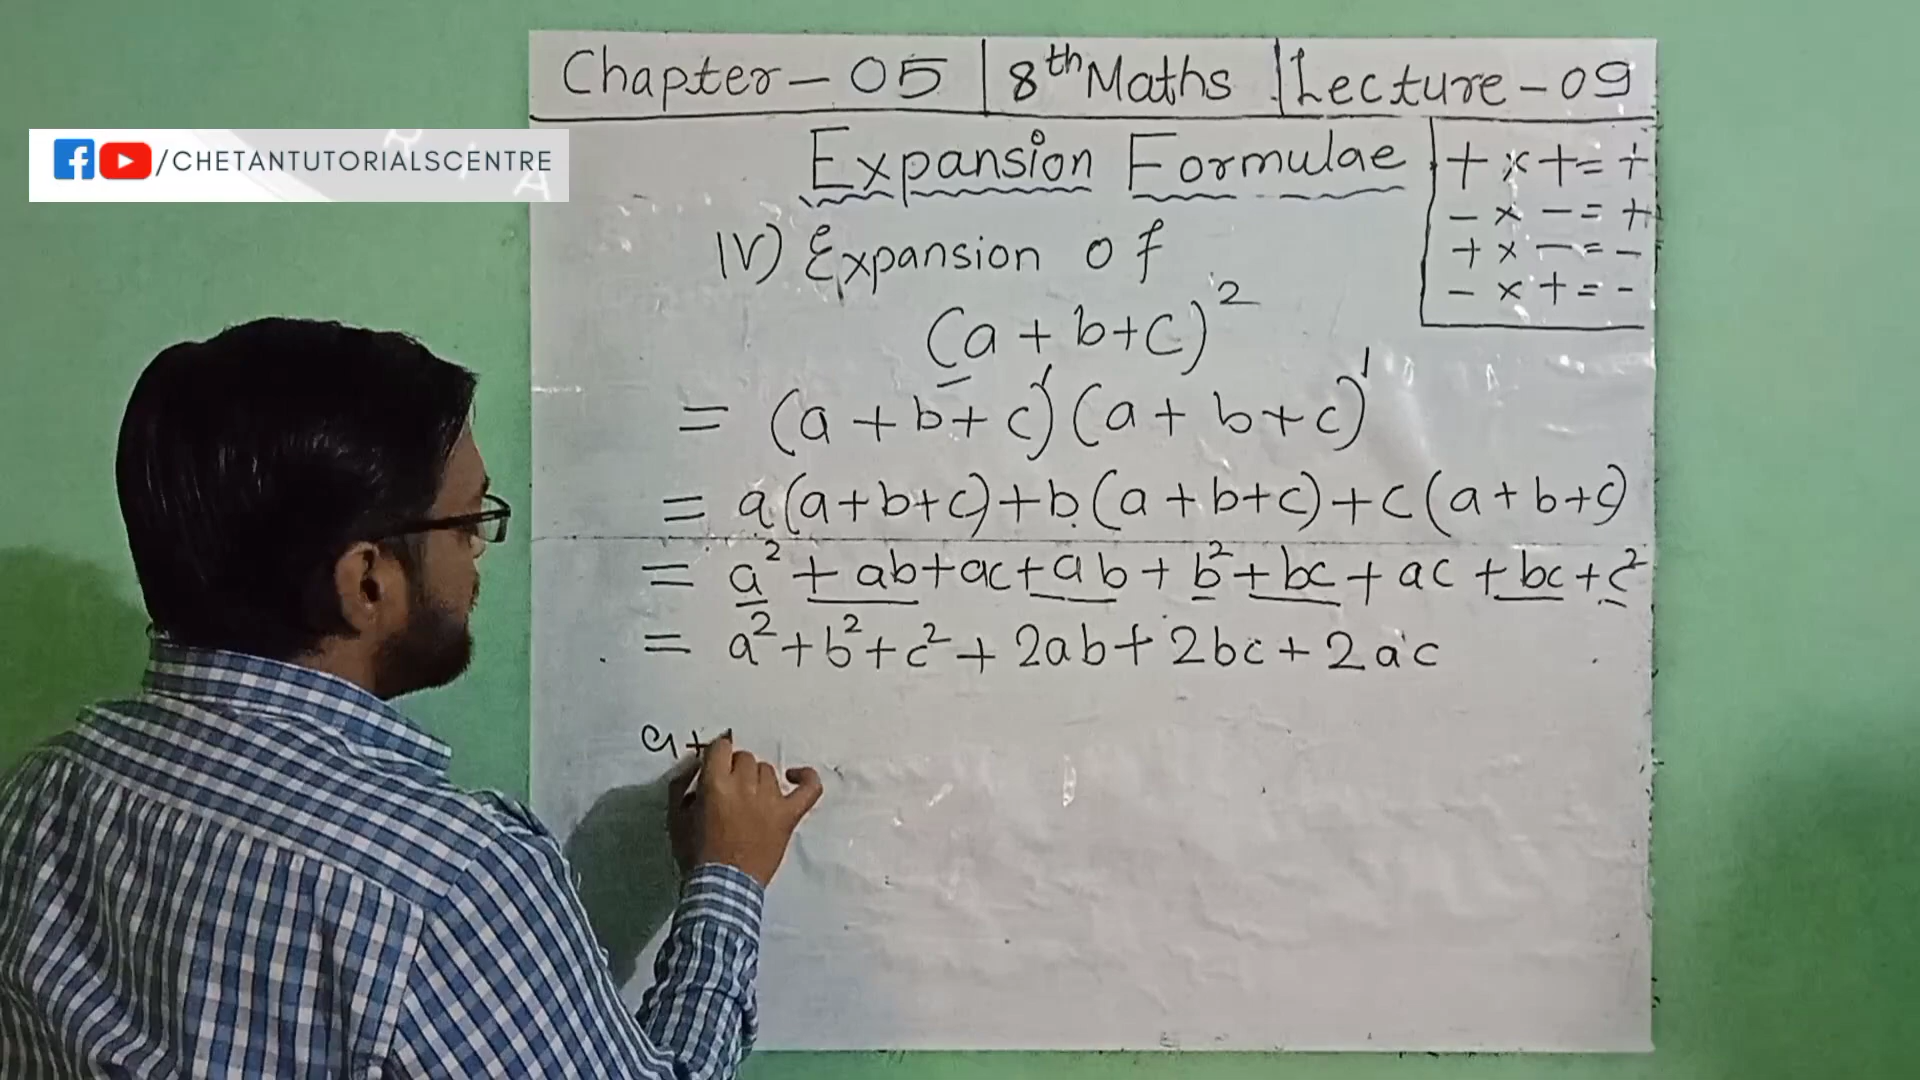 Chapter - 05 | 8th Maths | Lecture - 09
/CHETANTUTORIALSCENTRE
Expansion Formulae
+ × + = +
- × - = +
+ × - = -
- × + = -
IV) Expansion of
(a + b + c)²
= (a + b + c)¹ (a + b + c)¹
= a(a + b + c) + b(a + b + c) + c(a + b + c)
= a² + ab + ac + ab + b² + bc + ac + bc + c²
= a² + b² + c² + 2ab + 2bc + 2ac
a +